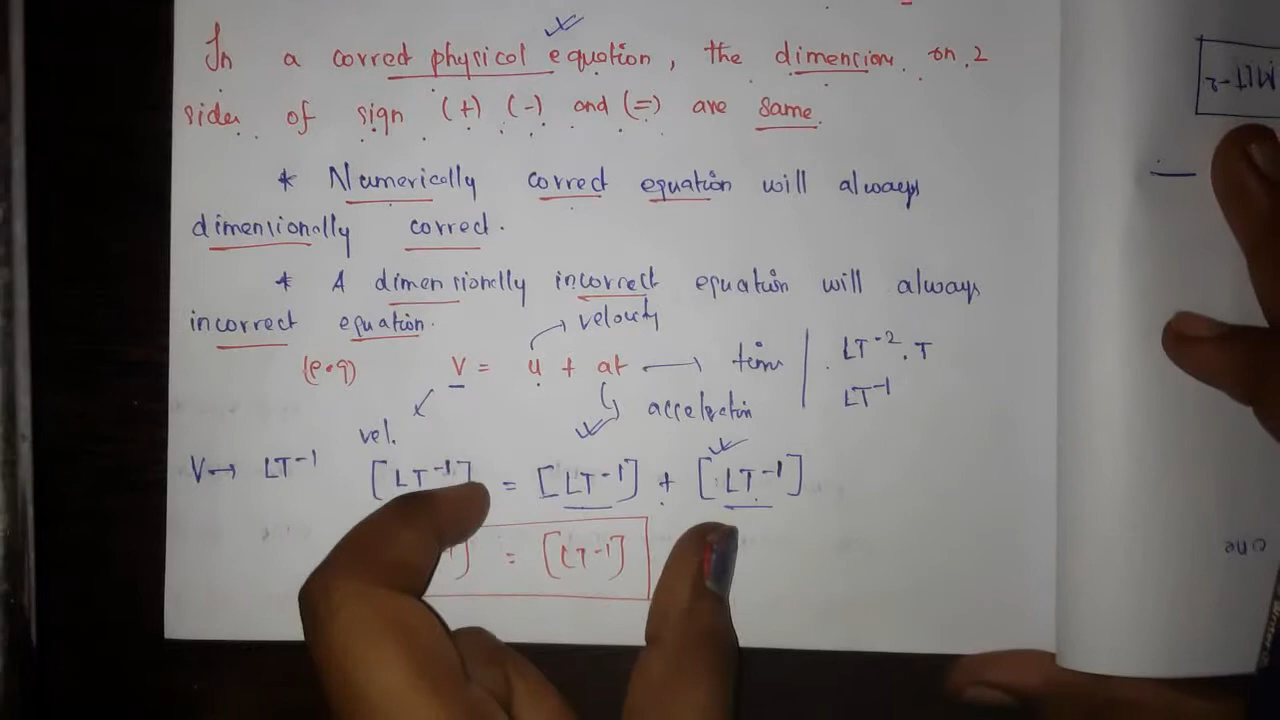 In a correct physical equation, the dimension on 2
sides of sign (+) (-) and (=) are same.
* Numerically correct equation will always
dimensionally correct.
* A dimensionally incorrect equation will always
incorrect equation.
→ velocity
(e.g) V = u + at → time | LT⁻² . T
LT⁻¹
acceleration
vel.
V → LT⁻¹ [LT⁻¹] = [LT⁻¹] + [LT⁻¹]
] = [LT⁻¹]
one